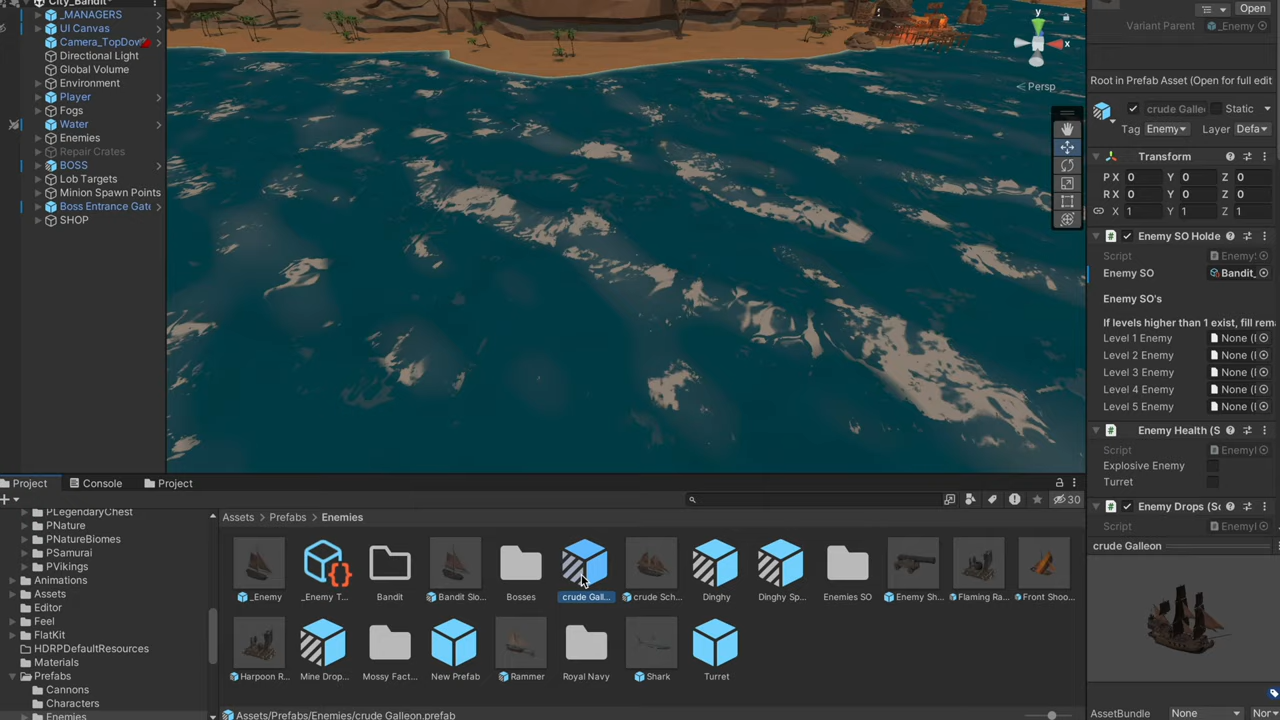 City_Bandit*
_MANAGERS
UI Canvas
Camera_TopDow
Directional Light
Global Volume
Environment
Player
Fogs
Water
Enemies
Repair Crates
BOSS
Lob Targets
Minion Spawn Points
Boss Entrance Gate
SHOP
y
x
Persp
Open
Variant Parent
_Enemy
Root in Prefab Asset (Open for full edit
crude Galle
Static
Tag Enemy Layer Defa
Transform
P X 0 Y 0 Z 0
R X 0 Y 0 Z 0
X 1 Y 1 Z 1
Enemy SO Holde
Script
Enemy SO Bandit_
Enemy SO's
If levels higher than 1 exist, fill rem
Level 1 Enemy None (
Level 2 Enemy None (
Level 3 Enemy None (
Level 4 Enemy None (
Level 5 Enemy None (
Enemy Health (S
Script
Explosive Enemy
Turret
Enemy Drops (Sc
Script
crude Galleon
AssetBundle None Nor
Project Console Project
30
PLegendaryChest
PNature
PNatureBiomes
PSamurai
PVikings
Animations
Assets
Editor
Feel
FlatKit
HDRPDefaultResources
Materials
Prefabs
Cannons
Characters
Enemies
Assets > Prefabs > Enemies
_Enemy
_Enemy T...
Bandit
Bandit Slo...
Bosses
crude Gall...
crude Sch...
Dinghy
Dinghy Sp...
Enemies SO
Enemy Sh...
Flaming Ra...
Front Shoo...
Harpoon R...
Mine Drop...
Mossy Fact...
New Prefab
Rammer
Royal Navy
Shark
Turret
Assets/Prefabs/Enemies/crude Galleon.prefab